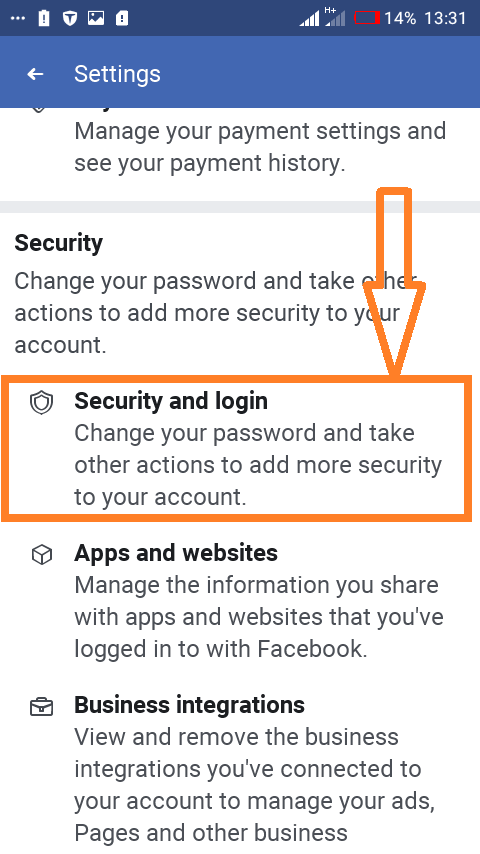 H+ 14% 13:31
Settings
Manage your payment settings and
see your payment history.
Security
Change your password and take other
actions to add more security to your
account.
Security and login
Change your password and take
other actions to add more security
to your account.
Apps and websites
Manage the information you share
with apps and websites that you've
logged in to with Facebook.
Business integrations
View and remove the business
integrations you've connected to
your account to manage your ads,
Pages and other business